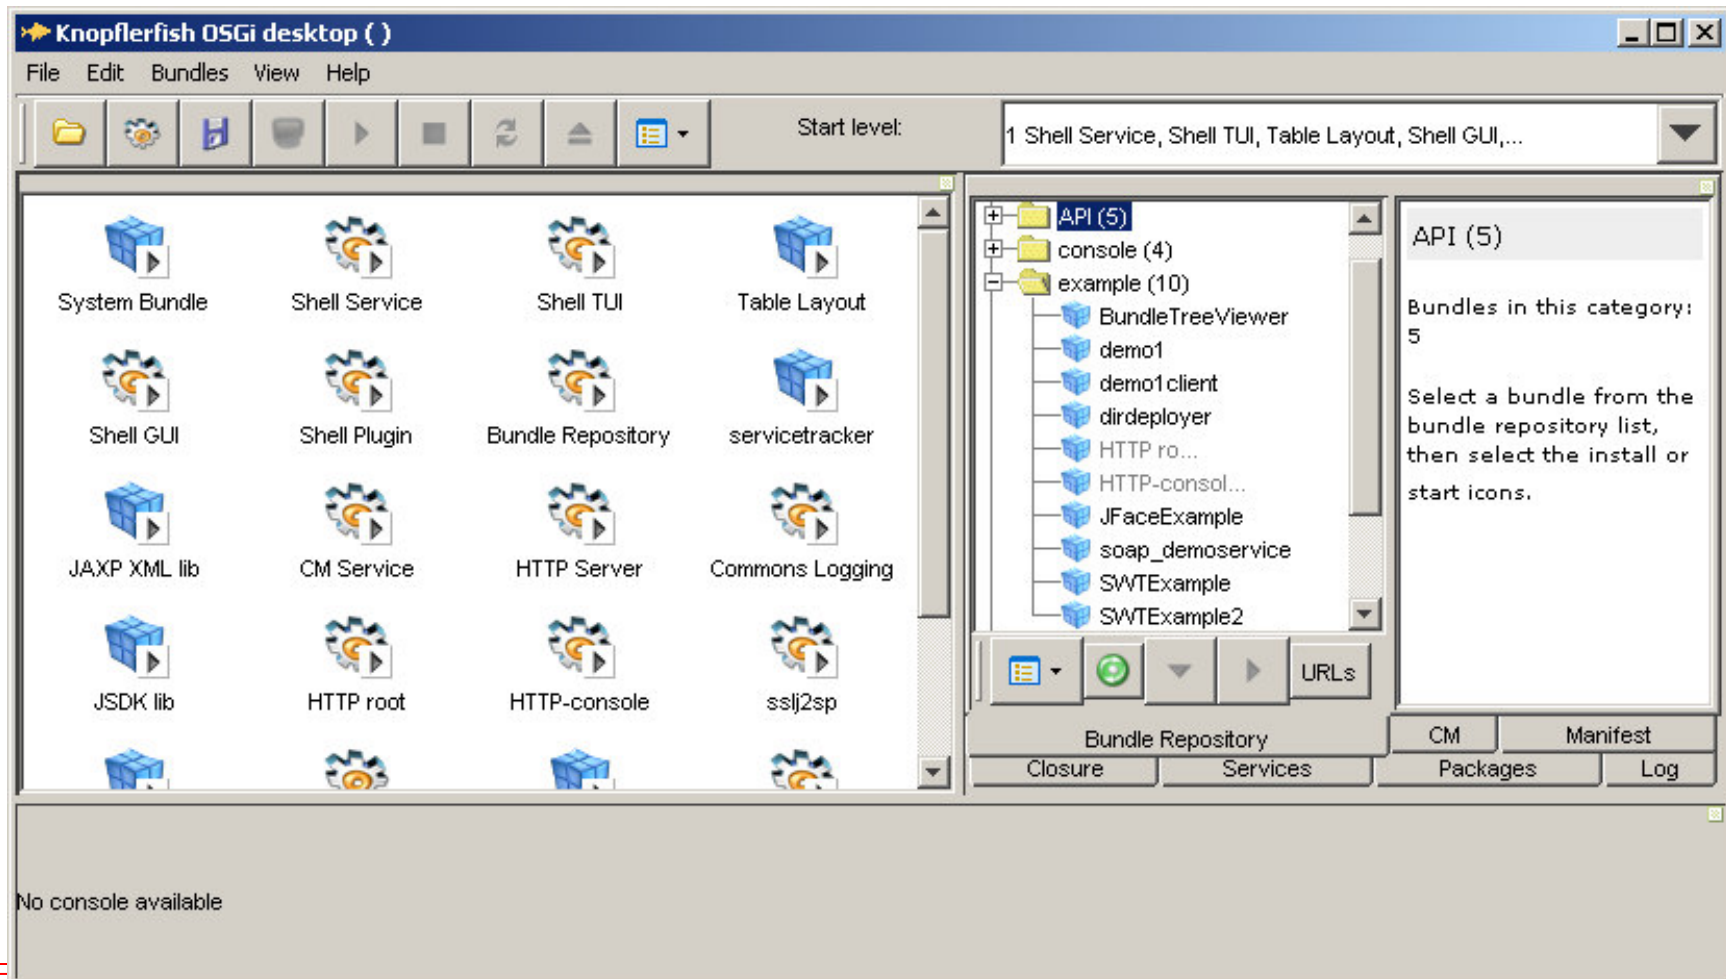 Knopflerfish OSGi desktop ( )
File Edit Bundles View Help
Start level:
1 Shell Service, Shell TUI, Table Layout, Shell GUI,...
System Bundle Shell Service Shell TUI Table Layout
Shell GUI Shell Plugin Bundle Repository servicetracker
JAXP XML lib CM Service HTTP Server Commons Logging
JSDK lib HTTP root HTTP-console sslj2sp
API (5)
console (4)
example (10)
BundleTreeViewer
demo1
demo1client
dirdeployer
HTTP ro...
HTTP-consol...
JFaceExample
soap_demoservice
SWTExample
SWTExample2
URLs
API (5)
Bundles in this category:
5
Select a bundle from the
bundle repository list,
then select the install or
start icons.
Bundle Repository CM Manifest
Closure Services Packages Log
No console available